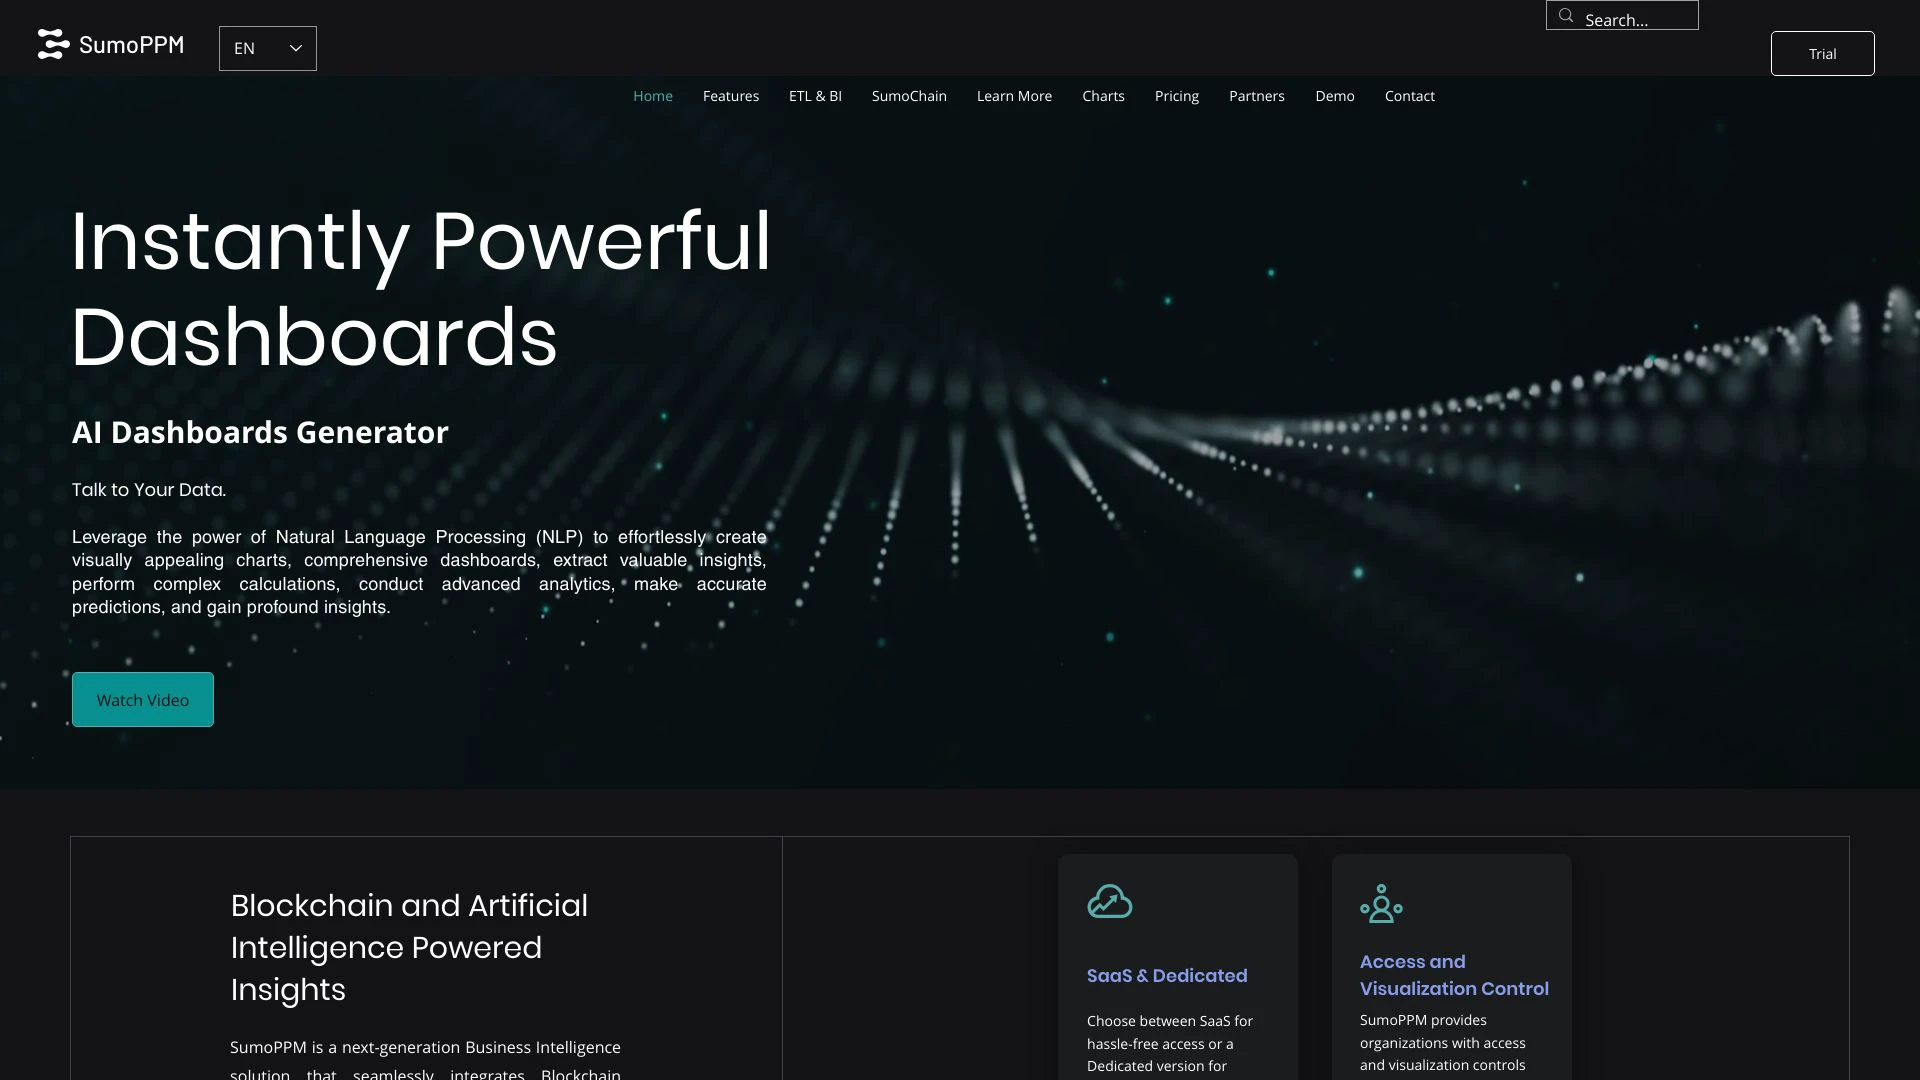 SumoPPM
EN
Search...
Trial
Home Features ETL & BI SumoChain Learn More Charts Pricing Partners Demo Contact
Instantly Powerful
Dashboards
AI Dashboards Generator
Talk to Your Data.
Leverage the power of Natural Language Processing (NLP) to effortlessly create
visually appealing charts, comprehensive dashboards, extract valuable insights,
perform complex calculations, conduct advanced analytics, make accurate
predictions, and gain profound insights.
Watch Video
Blockchain and Artificial
Intelligence Powered
Insights
SumoPPM is a next-generation Business Intelligence
solution that seamlessly integrates Blockchain
SaaS & Dedicated
Choose between SaaS for
hassle-free access or a
Dedicated version for
Access and
Visualization Control
SumoPPM provides
organizations with access
and visualization controls